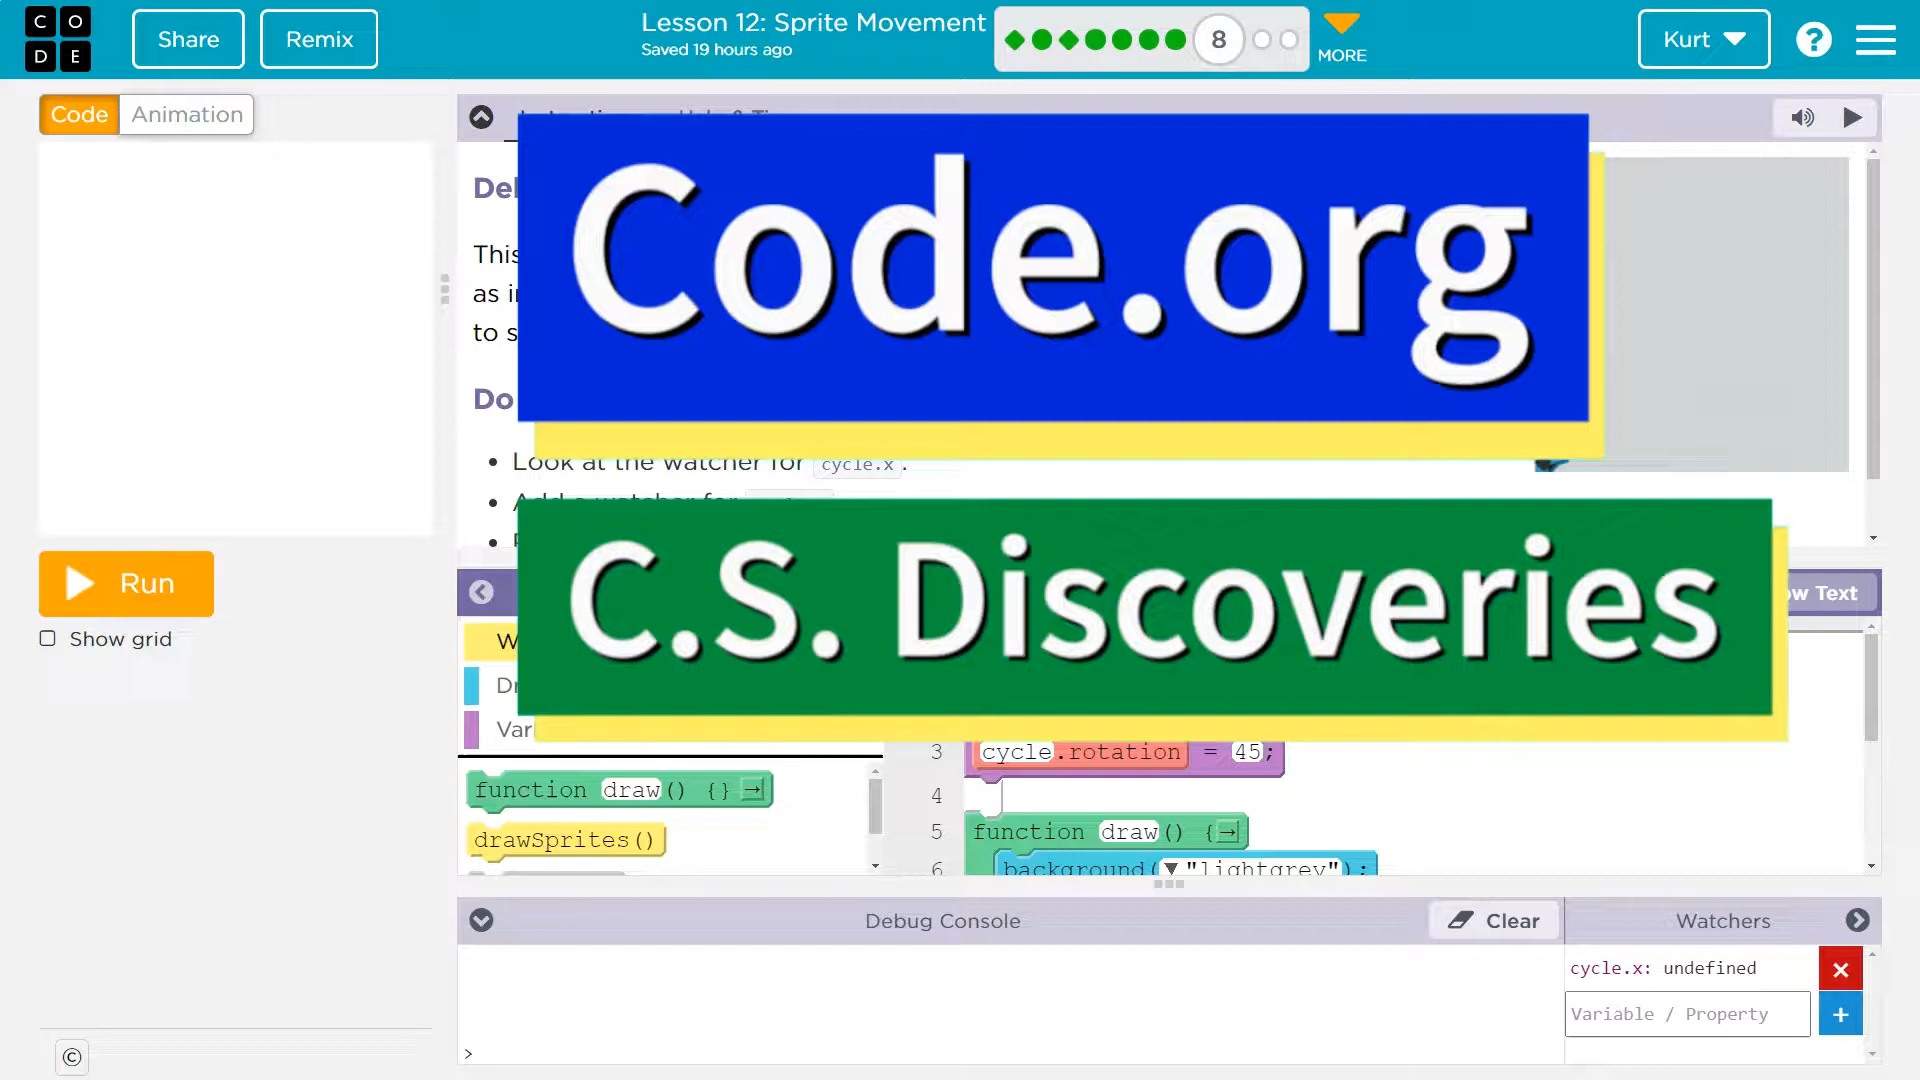 CODE
Share
Remix
Lesson 12: Sprite Movement
Saved 19 hours ago
8
MORE
Kurt
Code
Animation
Code.org
C.S. Discoveries
This
as i
to s
Do
Look at the watcher for cycle.x .
Run
Show grid
W
Dr
Var
ow Text
function draw() {}
drawSprites()
3 cycle.rotation = 45;
4
5 function draw() {
6 background( "lightgrey");
Debug Console
Clear
Watchers
cycle.x: undefined
Variable / Property
>
©